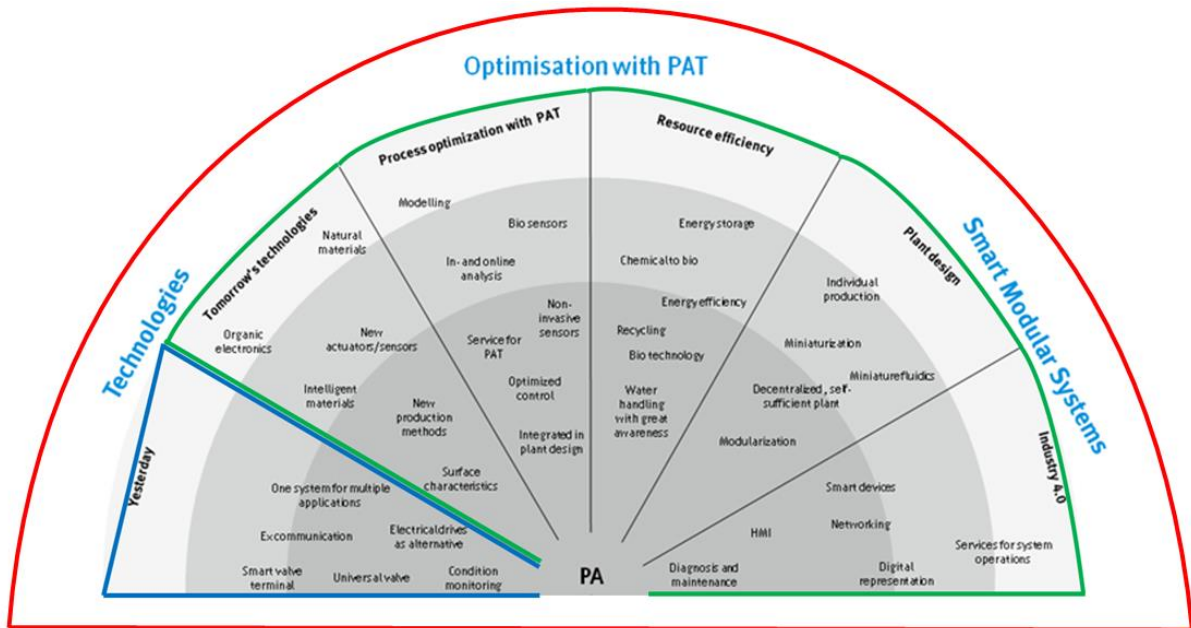 Optimisation with PAT
Technologies
Smart Modular Systems
Yesterday
One system for multiple
applications
Ex communication
Electrical drives
as alternative
Smart valve
terminal
Universal valve
Condition
monitoring
Tomorrow's technologies
Natural
materials
Organic
electronics
New
actuators/sensors
Intelligent
materials
New
production
methods
Surface
characteristics
Process optimization with PAT
Modelling
Bio sensors
In- and online
analysis
Non-
invasive
sensors
Service for
PAT
Optimized
control
Integrated in
plant design
Resource efficiency
Energy storage
Chemical to bio
Energy efficiency
Recycling
Bio technology
Water
handling
with great
awareness
Plant design
Individual
production
Miniaturization
Miniature fluidics
Decentralized, self-
sufficient plant
Modularization
Industry 4.0
Smart devices
Networking
HMI
Services for system
operations
Diagnosis and
maintenance
Digital
representation
PA